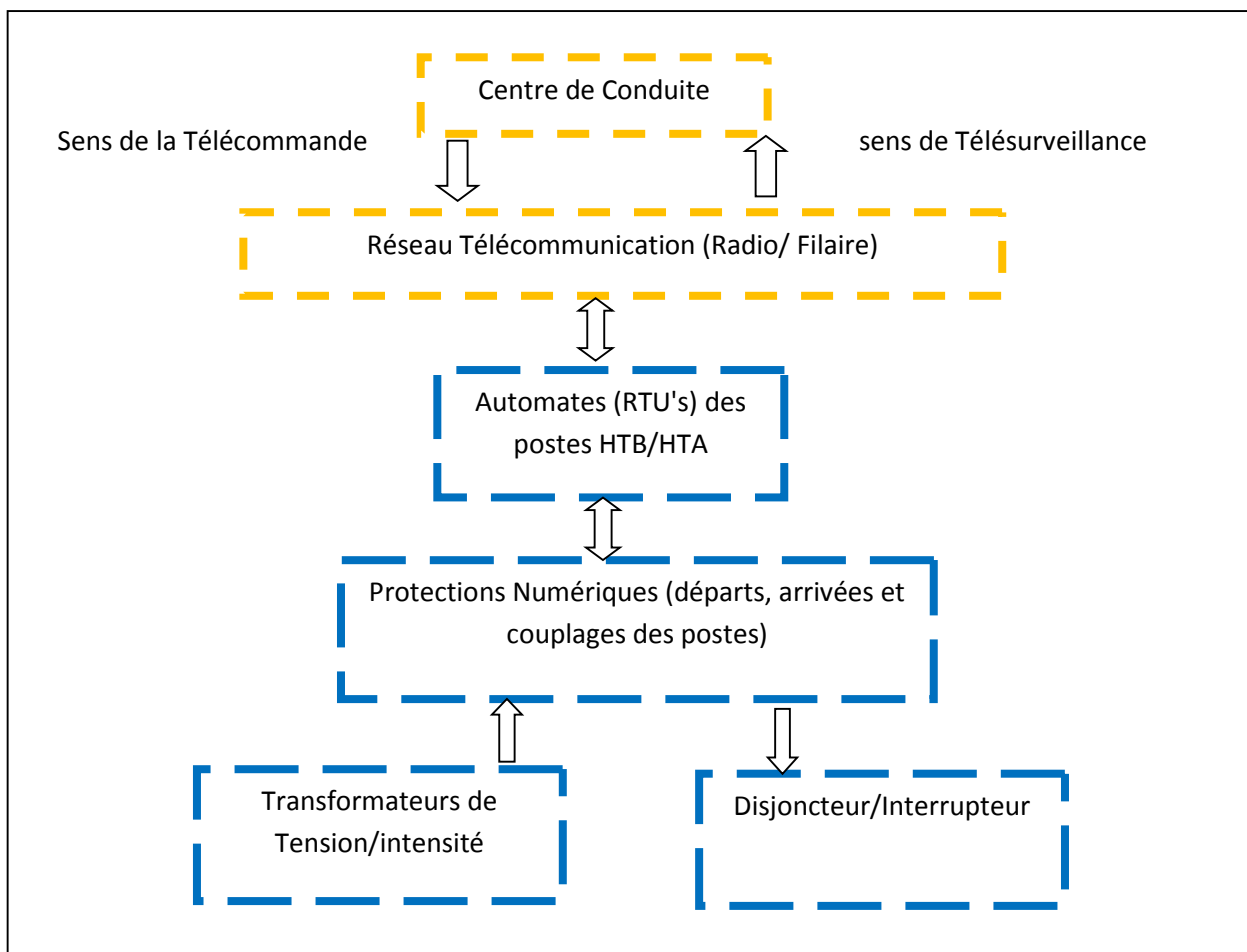 Centre de Conduite
Sens de la Télécommande
sens de Télésurveillance
Réseau Télécommunication (Radio/ Filaire)
Automates (RTU's) des
postes HTB/HTA
Protections Numériques (départs, arrivées et
couplages des postes)
Transformateurs de
Tension/intensité
Disjoncteur/Interrupteur